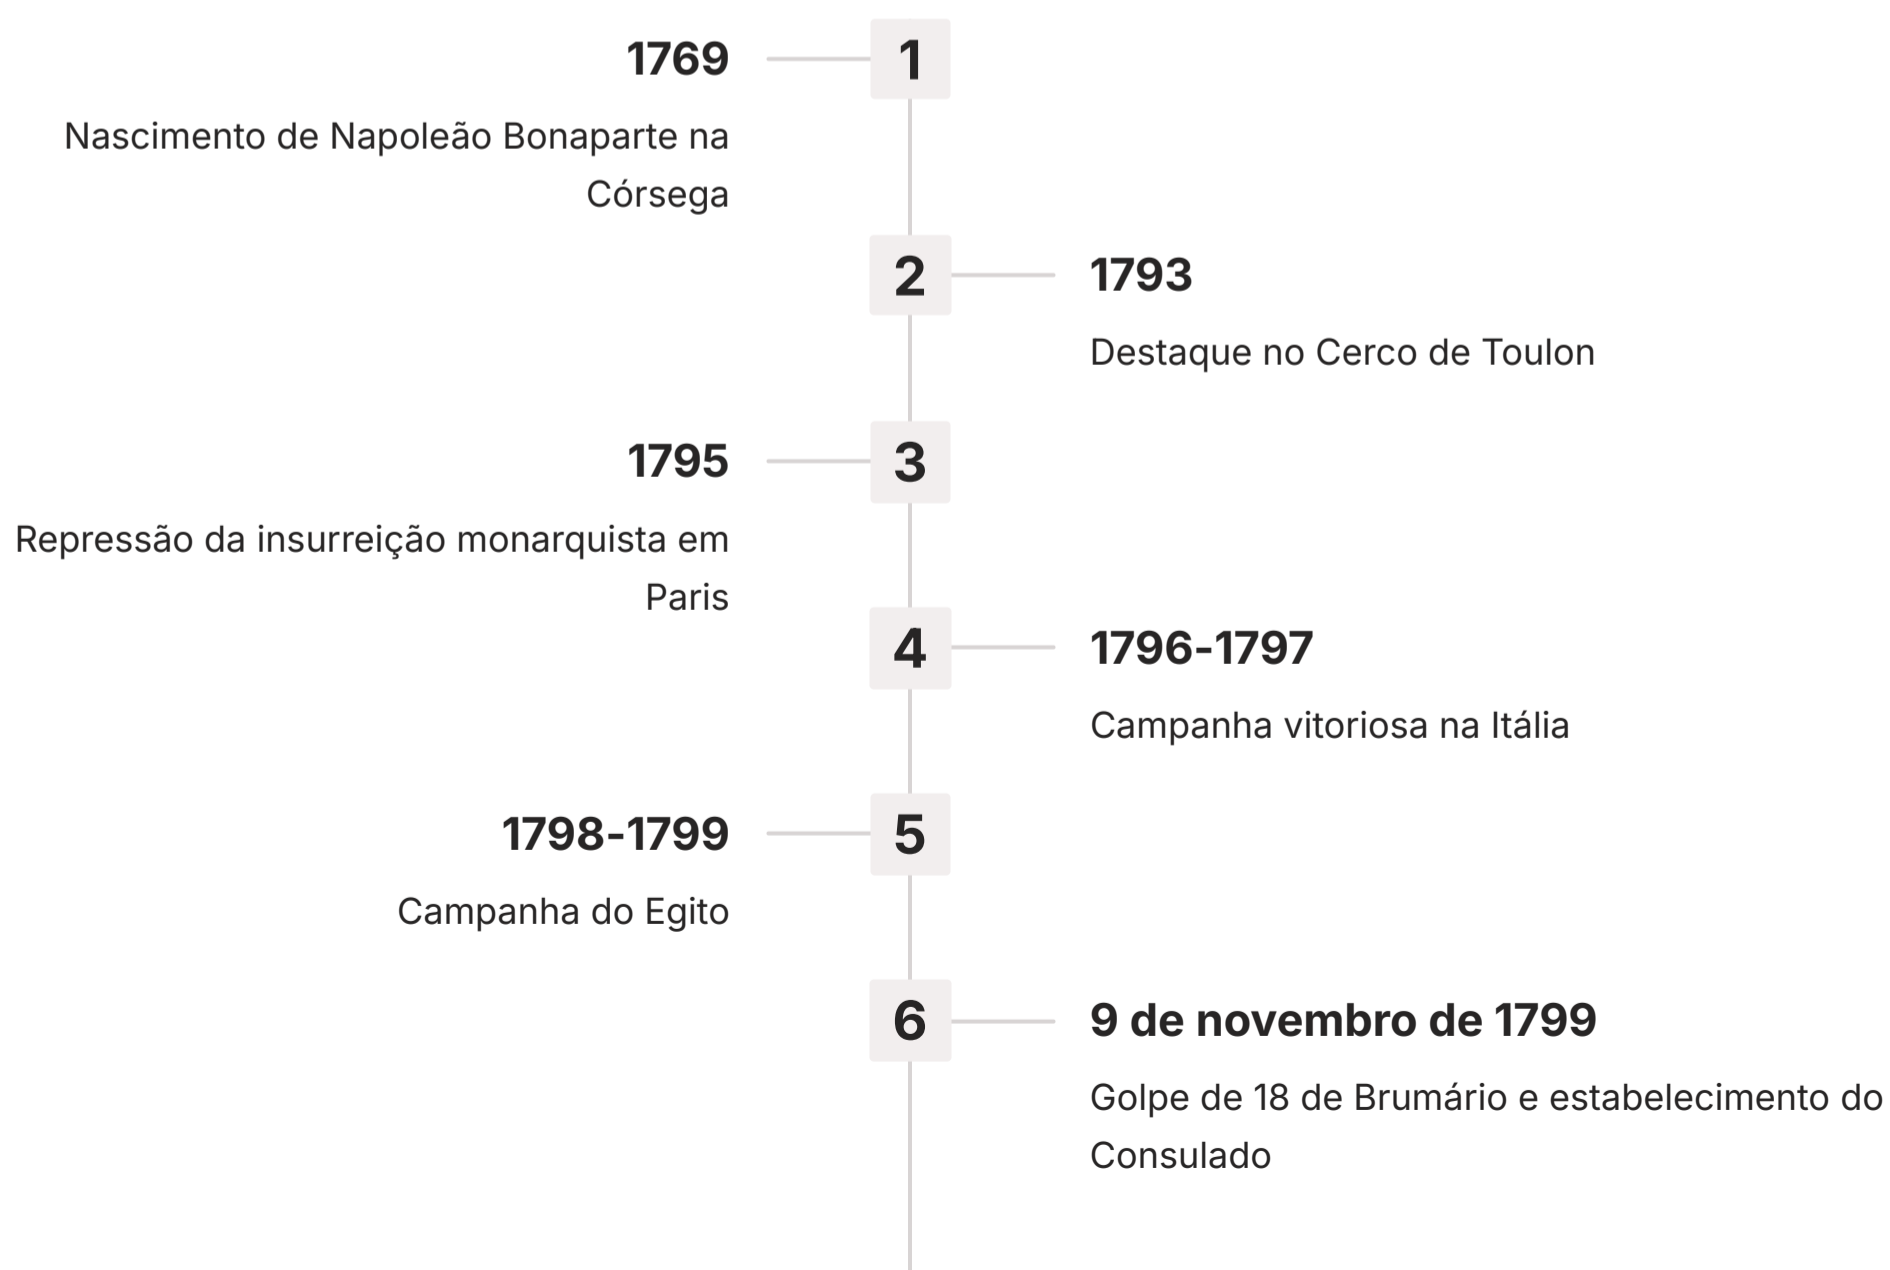 1
1769
Nascimento de Napoleão Bonaparte na
Córsega
2
1793
Destaque no Cerco de Toulon
3
1795
Repressão da insurreição monarquista em
Paris
4
1796-1797
Campanha vitoriosa na Itália
5
1798-1799
Campanha do Egito
6
9 de novembro de 1799
Golpe de 18 de Brumário e estabelecimento do
Consulado